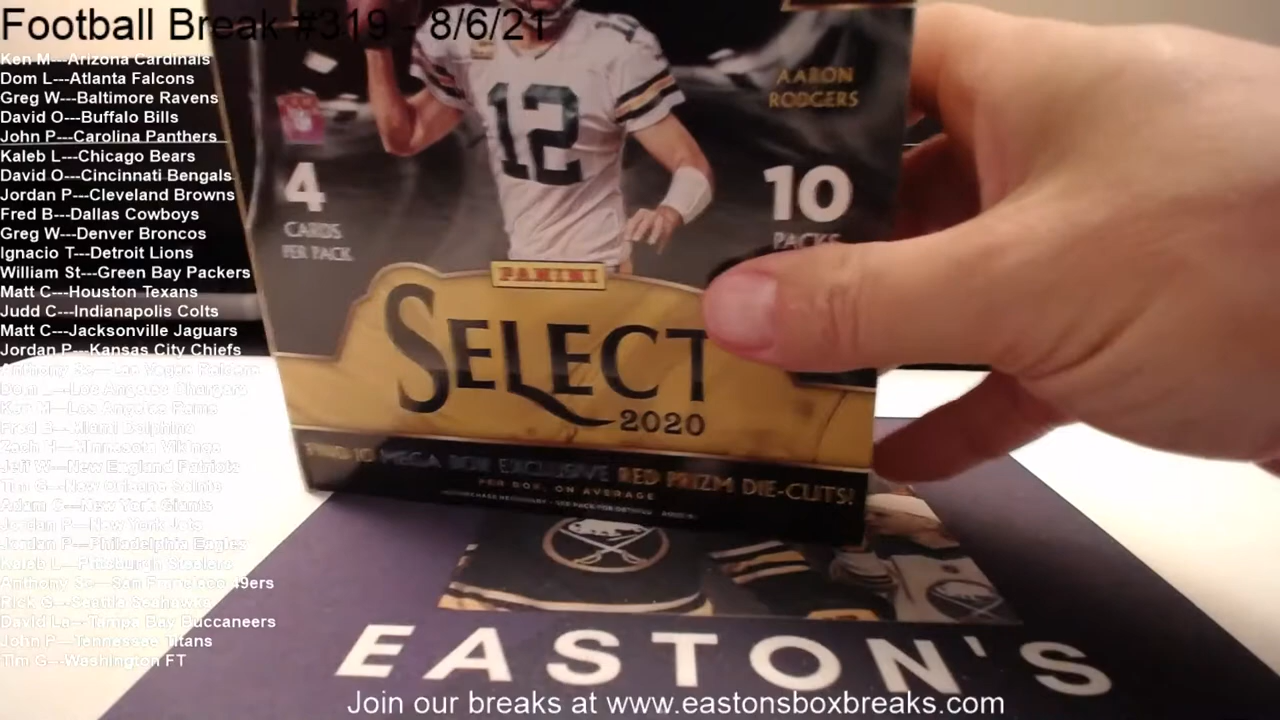 Football Break #319 - 8/6/21
Ken M---Arizona Cardinals
Dom L---Atlanta Falcons
Greg W---Baltimore Ravens
David O---Buffalo Bills
John P---Carolina Panthers
Kaleb L---Chicago Bears
David O---Cincinnati Bengals
Jordan P---Cleveland Browns
Fred B---Dallas Cowboys
Greg W---Denver Broncos
Ignacio T---Detroit Lions
William St---Green Bay Packers
Matt C---Houston Texans
Judd C---Indianapolis Colts
Matt C---Jacksonville Jaguars
Jordan P---Kansas City Chiefs
Anthony Sc---Las Vegas Raiders
Dom L---Los Angeles Chargers
Ken M---Los Angeles Rams
Fred B---Miami Dolphins
Zach H---Minnesota Vikings
Jeff W---New England Patriots
Tim G---New Orleans Saints
Adam C---New York Giants
Jordan P---New York Jets
Jordan P---Philadelphia Eagles
Kaleb L---Pittsburgh Steelers
Anthony Sc---San Francisco 49ers
Rick G---Seattle Seahawks
David La---Tampa Bay Buccaneers
John P---Tennessee Titans
Tim G---Washington FT
12
AARON
RODGERS
4
CARDS
PER PACK
10
PACKS
PANINI
SELECT
2020
FIND 10 MEGA BOX EXCLUSIVE RED PRIZM DIE-CUTS!
PER BOX, ON AVERAGE
EASTON'S
Join our breaks at www.eastonsboxbreaks.com